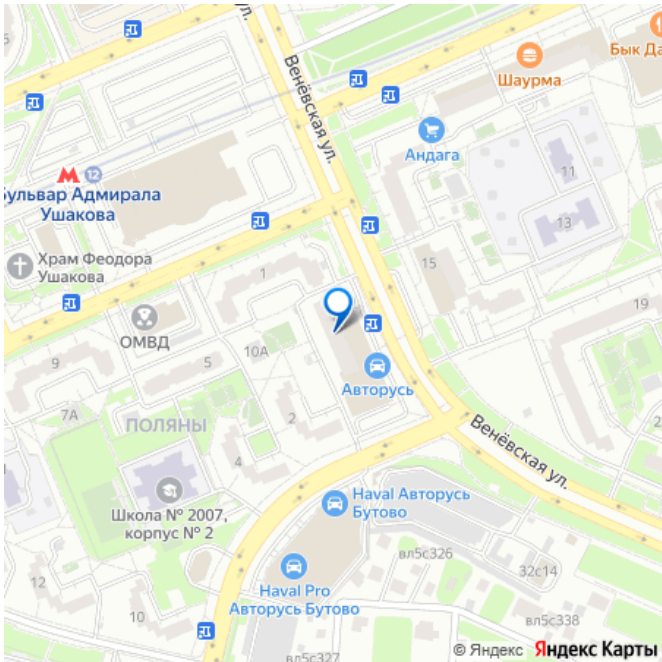 ул.
Бык Да
Шаурма
Венёвская ул.
Андага
11
12
Бульвар Адмирала
Ушакова
13
Храм Феодора
Ушакова
1
15
19
ОМВД
10А
9
5
Авторусь
7А
ПОЛЯНЫ
2
Венёвская ул.
4
Haval Авторусь
Бутово
Школа № 2007,
корпус № 2
вл5с326
32с14
12
Haval Pro
Авторусь Бутово
10
вл5с338
© Яндекс Яндекс Карты
вл5с327